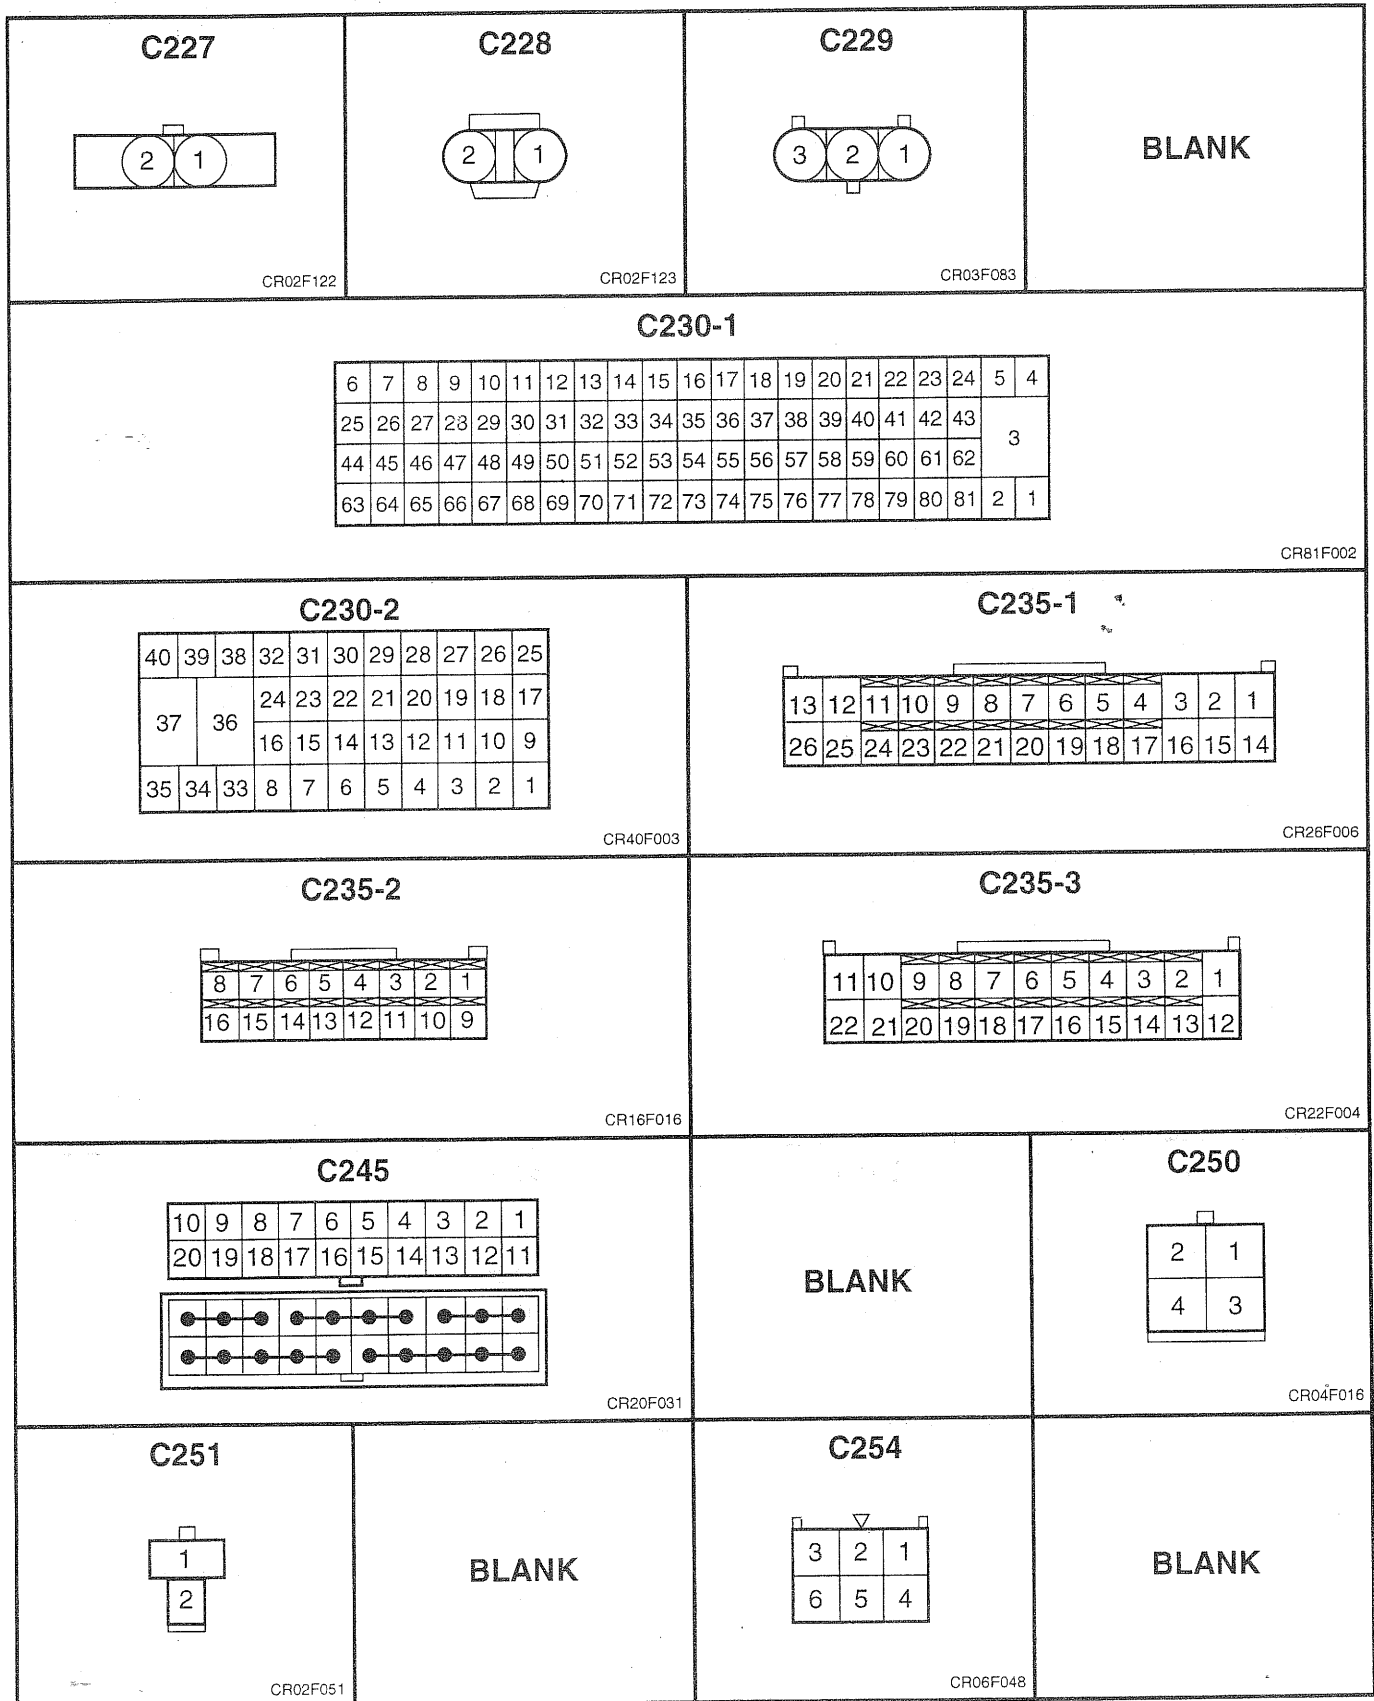 C227
2 1
CR02F122
C228
2 1
CR02F123
C229
3 2 1
CR03F083
BLANK
C230-1
6 7 8 9 10 11 12 13 14 15 16 17 18 19 20 21 22 23 24 5 4
25 26 27 28 29 30 31 32 33 34 35 36 37 38 39 40 41 42 43
3
44 45 46 47 48 49 50 51 52 53 54 55 56 57 58 59 60 61 62
63 64 65 66 67 68 69 70 71 72 73 74 75 76 77 78 79 80 81 2 1
CR81F002
C230-2
40 39 38 32 31 30 29 28 27 26 25
24 23 22 21 20 19 18 17
37 36
16 15 14 13 12 11 10 9
35 34 33 8 7 6 5 4 3 2 1
CR40F003
C235-1
13 12 11 10 9 8 7 6 5 4 3 2 1
26 25 24 23 22 21 20 19 18 17 16 15 14
CR26F006
C235-2
8 7 6 5 4 3 2 1
16 15 14 13 12 11 10 9
CR16F016
C235-3
11 10 9 8 7 6 5 4 3 2 1
22 21 20 19 18 17 16 15 14 13 12
CR22F004
C245
10 9 8 7 6 5 4 3 2 1
20 19 18 17 16 15 14 13 12 11
CR20F031
BLANK
C250
2 1
4 3
CR04F016
C251
1
2
CR02F051
BLANK
C254
3 2 1
6 5 4
CR06F048
BLANK